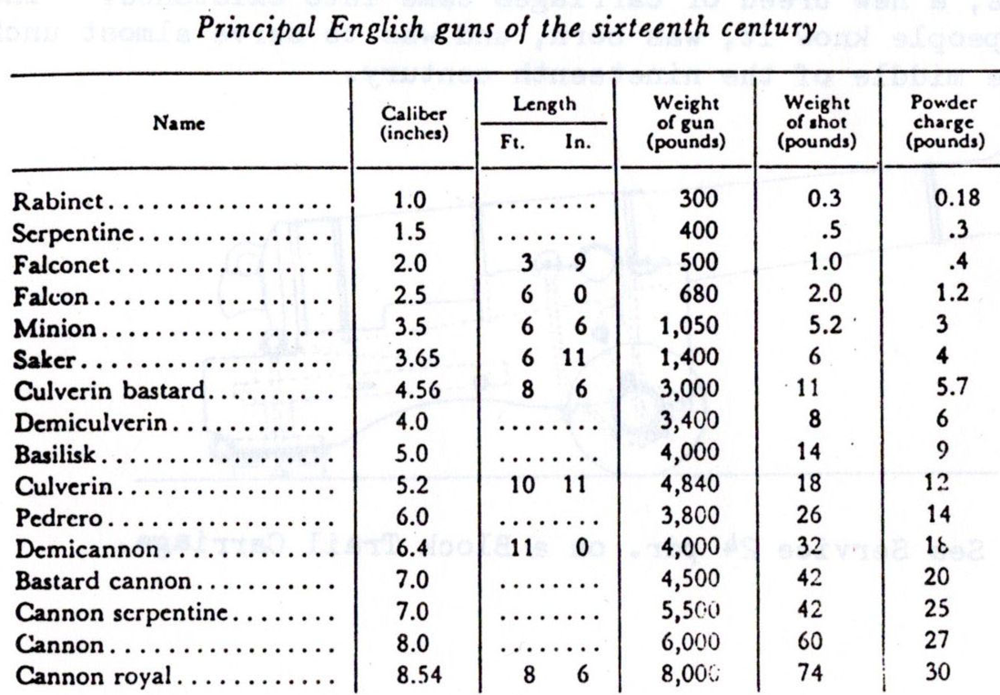 Principal English guns of the sixteenth century
Name Caliber (inches) Length Ft. In. Weight of gun (pounds) Weight of shot (pounds) Powder charge (pounds)
Rabinet................. 1.0 ........ 300 0.3 0.18
Serpentine............... 1.5 ........ 400 .5 .3
Falconet................. 2.0 3 9 500 1.0 .4
Falcon .................. 2.5 6 0 680 2.0 1.2
Minion .................. 3.5 6 6 1,050 5.2 3
Saker................... 3.65 6 11 1,400 6 4
Culverin bastard.......... 4.56 8 6 3,000 11 5.7
Demiculverin............. 4.0 ........ 3,400 8 6
Basilisk.................. 5.0 ........ 4,000 14 9
Culverin................. 5.2 10 11 4,840 18 12
Pedrero.................. 6.0 ........ 3,800 26 14
Demicannon ............. 6.4 11 0 4,000 32 18
Bastard cannon........... 7.0 ........ 4,500 42 20
Cannon serpentine........ 7.0 ........ 5,500 42 25
Cannon.................. 8.0 ........ 6,000 60 27
Cannon royal............ 8.54 8 6 8,000 74 30